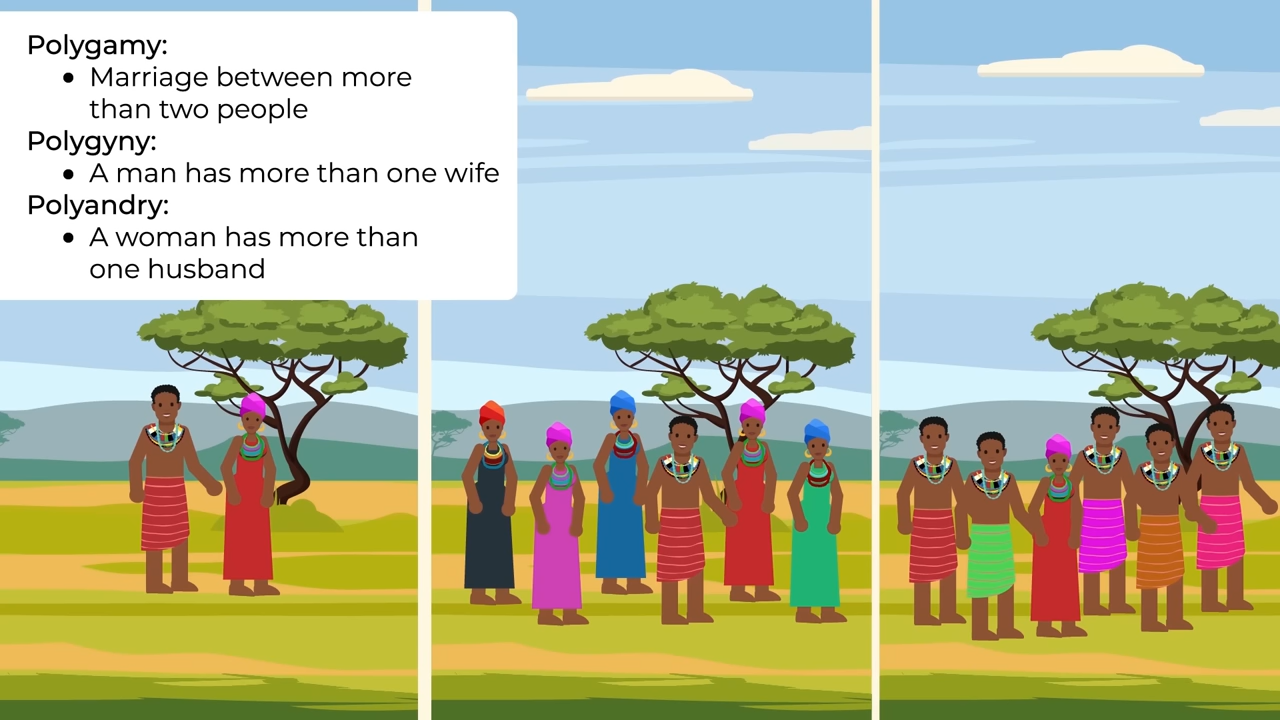 Polygamy:
• Marriage between more
than two people
Polygyny:
• A man has more than one wife
Polyandry:
• A woman has more than
one husband